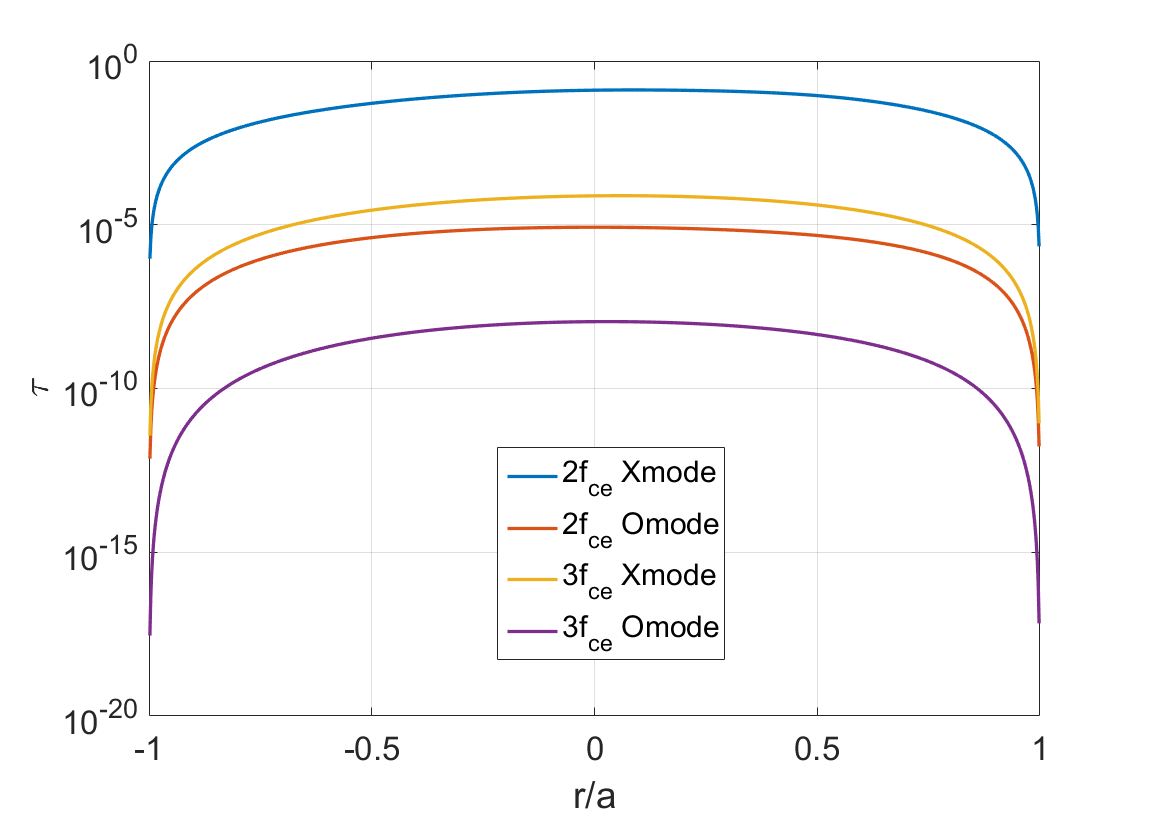 10^0
10^-5
10^-10
10^-15
10^-20
τ
2f_ce Xmode
2f_ce Omode
3f_ce Xmode
3f_ce Omode
-1 -0.5 0 0.5 1
r/a